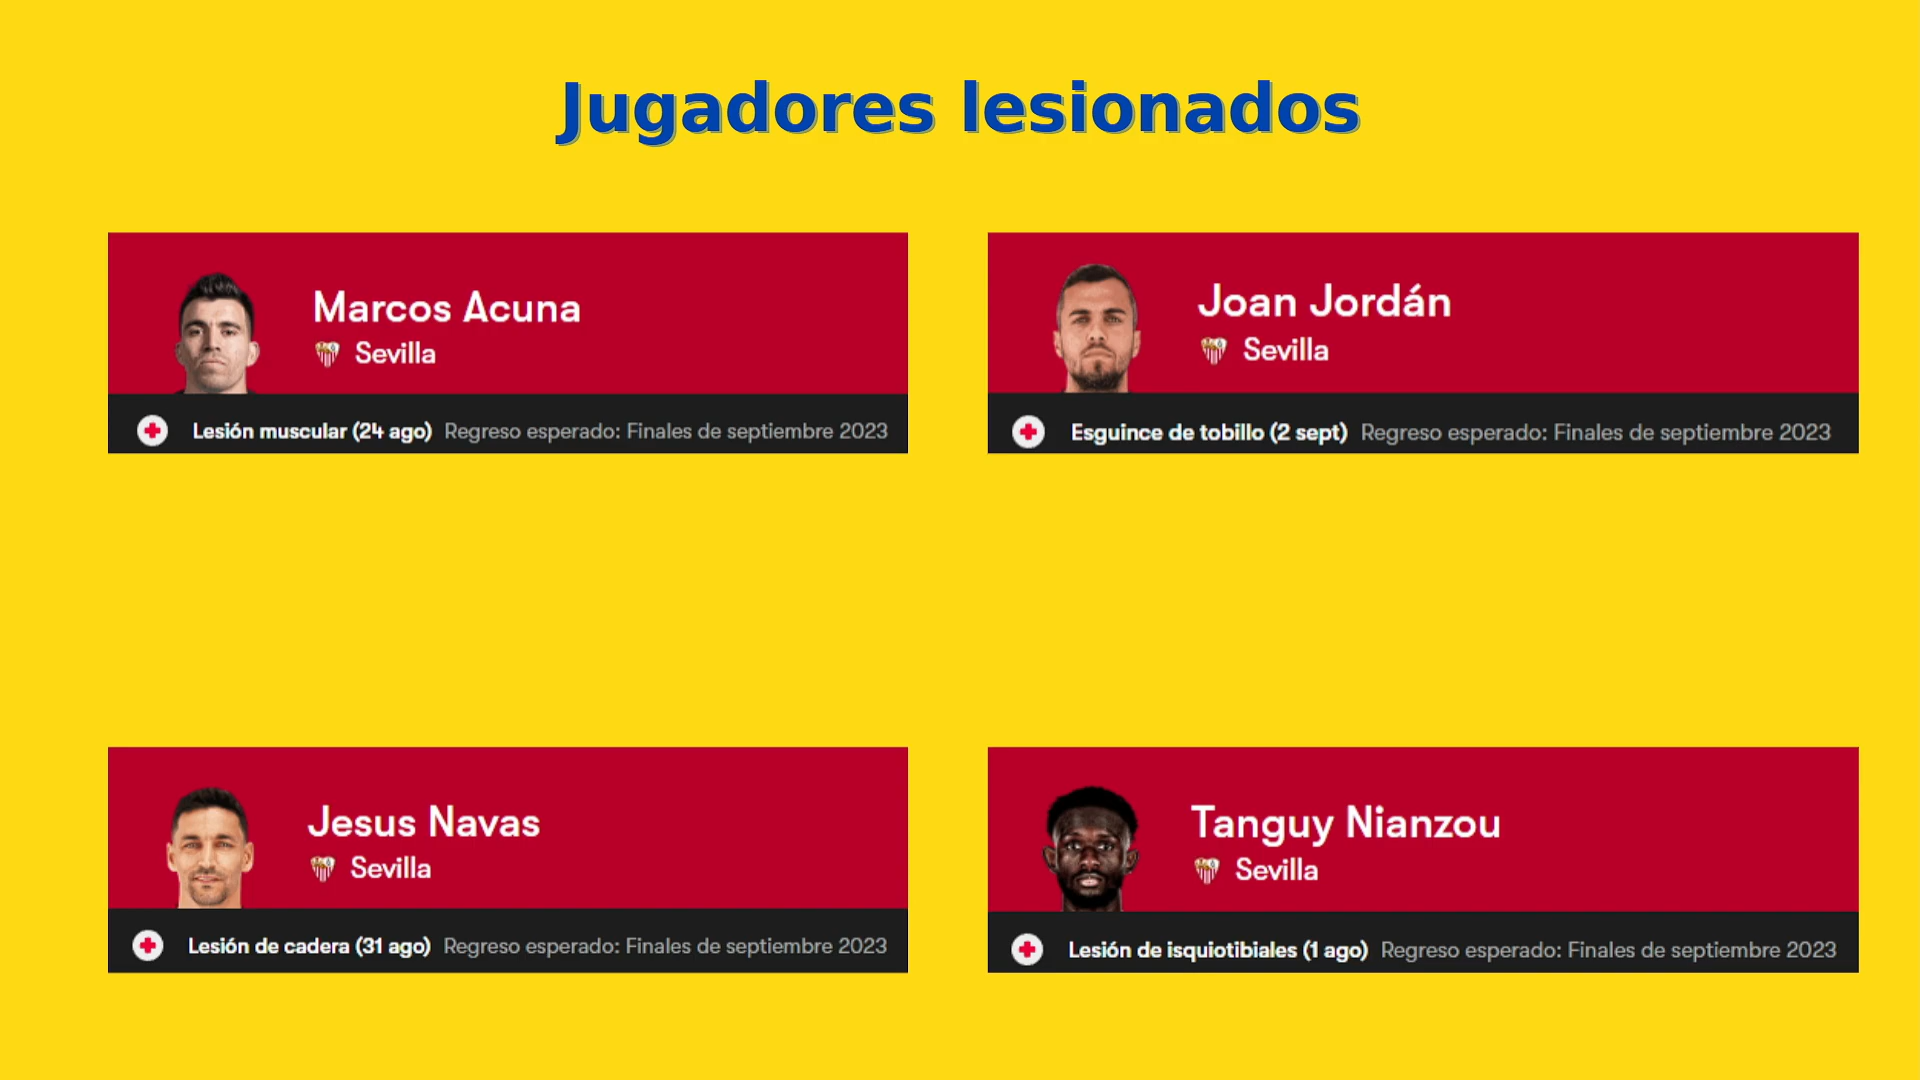 Jugadores lesionados
Marcos Acuna
Sevilla
Lesión muscular (24 ago) Regreso esperado: Finales de septiembre 2023
Joan Jordán
Sevilla
Esguince de tobillo (2 sept) Regreso esperado: Finales de septiembre 2023
Jesus Navas
Sevilla
Lesión de cadera (31 ago) Regreso esperado: Finales de septiembre 2023
Tanguy Nianzou
Sevilla
Lesión de isquiotibiales (1 ago) Regreso esperado: Finales de septiembre 2023